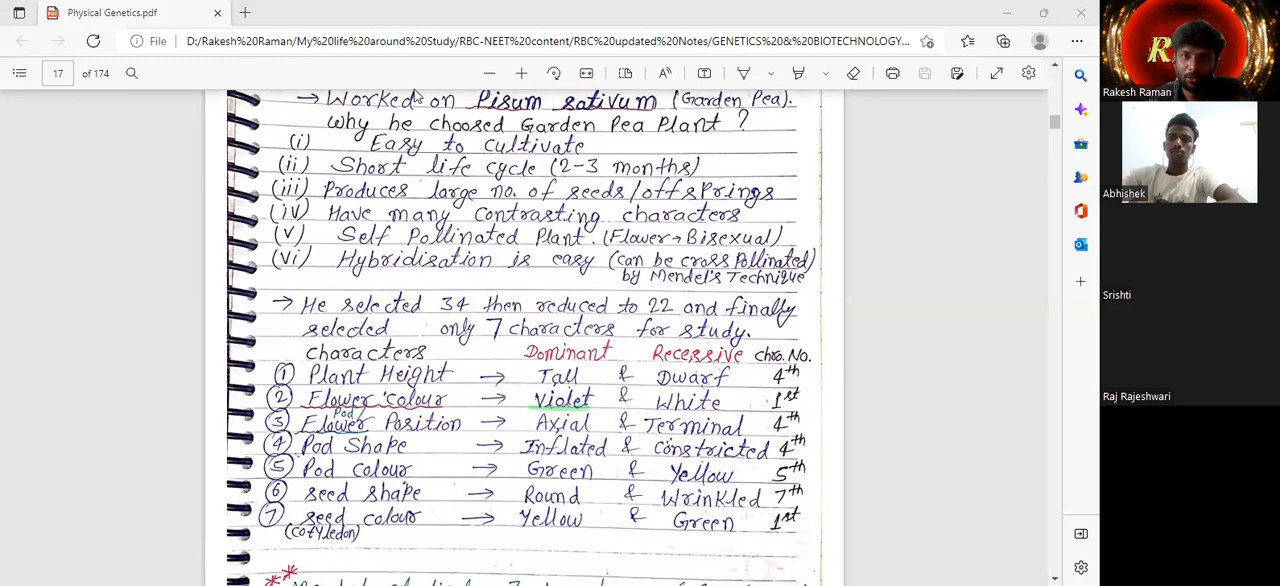 Physical Genetics.pdf
File D:/Rakesh Raman/My%20life%20around%20Study/RBC-NEET%20content/RBC%20updated%20Notes/GENETICS%20&%20BIOTECHNOLOGY...
17 of 174
→ Worked on Pisum sativum (Garden Pea).
Why he choosed Garden Pea Plant ?
(i) Easy to cultivate
(ii) Short life cycle (2-3 months)
(iii) Produces large no. of seeds/offsprings
(iv) Have many contrasting characters
(v) Self Pollinated Plant. (Flower → Bisexual)
(vi) Hybridisation is easy (can be cross Pollinated)
by Mendel's Technique
→ He selected 34 then reduced to 22 and finally
selected only 7 characters for study.
characters Dominant Recessive chro. No.
① Plant Height → Tall & Dwarf 4th
② Flower Colour → Violet & White 1st
Pod/
③ Flower Position → Axial & Terminal 4th
④ Pod Shape → Inflated & Constricted 4th
⑤ Pod colour → Green & Yellow 5th
⑥ seed shape → Round & Wrinkled 7th
⑦ seed colour → Yellow & Green 1st
(cotyledon)
**
Rakesh Raman
Abhishek
Srishti
Raj Rajeshwari